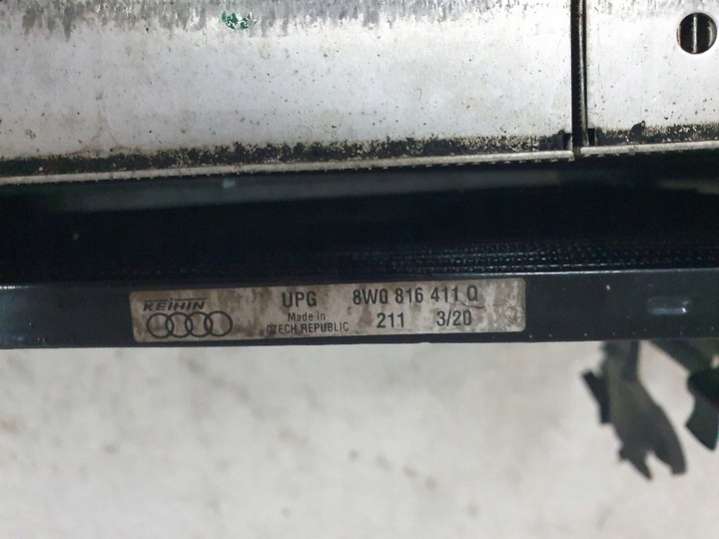 KEIHIN
UPG 8W0 816 411 Q
Made in
CZECH REPUBLIC 211 3/20